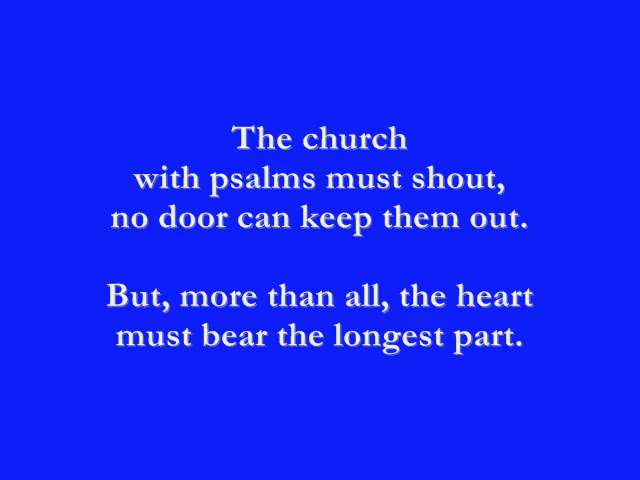 The church
with psalms must shout,
no door can keep them out.
But, more than all, the heart
must bear the longest part.